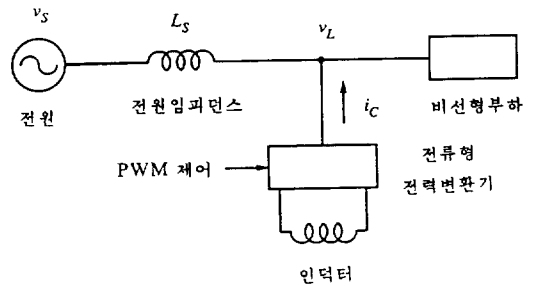 v_S
L_S
v_L
전원
전원임피던스
i_C
비선형부하
PWM 제어
전류형
전력변환기
인덕터